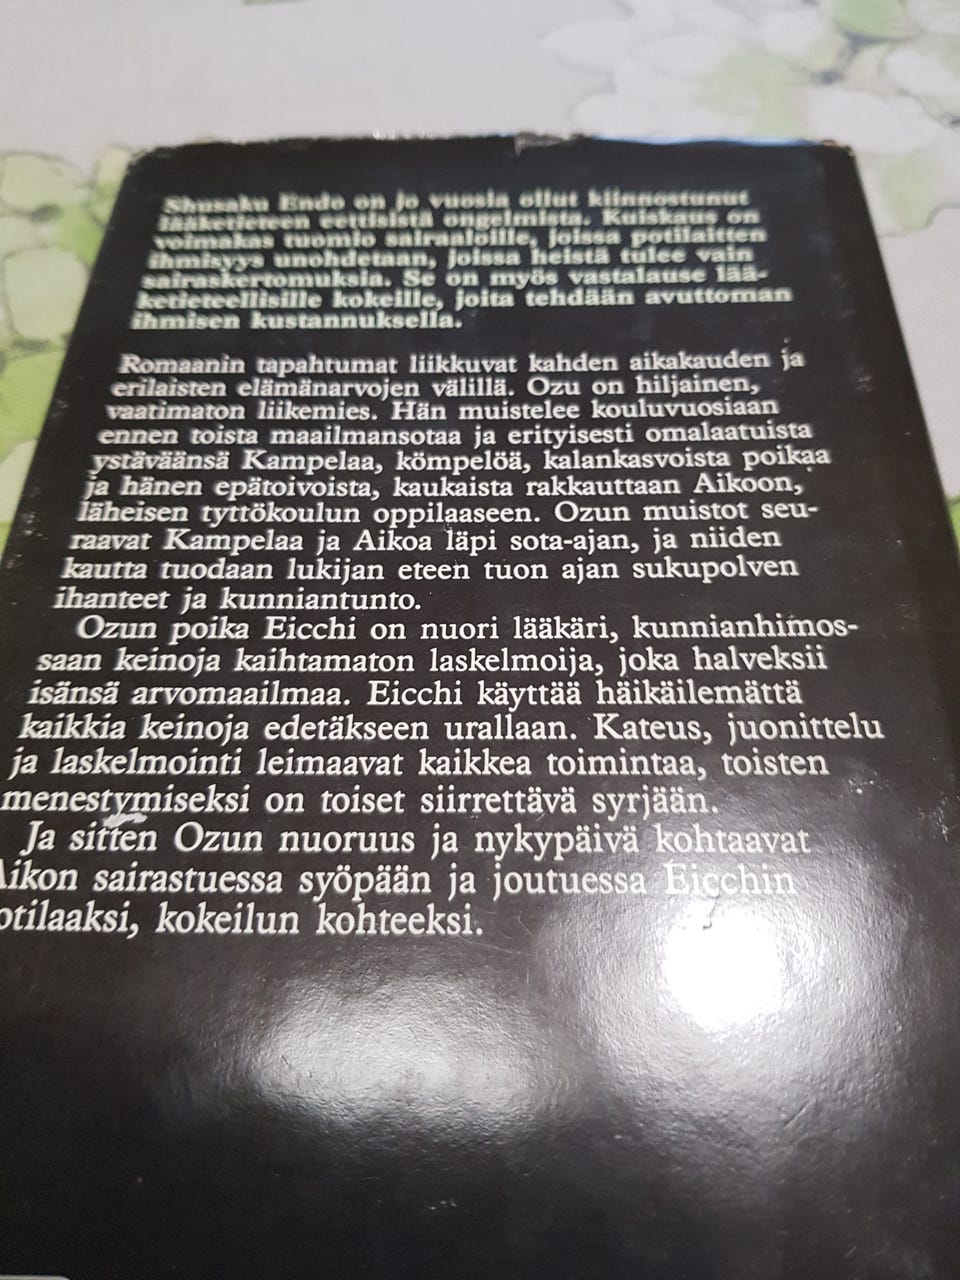 Shusaku Endo on jo vuosia ollut kiinnostunut
lääketieteen eettisistä ongelmista. Kuiskaus on
voimakas tuomio sairaaloille, joissa potilaitten
ihmisyys unohdetaan, joissa heistä tulee vain
sairaskertomuksia. Se on myös vastalause lää-
ketieteellisille kokeille, joita tehdään avuttoman
ihmisen kustannuksella.
Romaanin tapahtumat liikkuvat kahden aikakauden ja
erilaisten elämänarvojen välillä. Ozu on hiljainen,
vaatimaton liikemies. Hän muistelee kouluvuosiaan
ennen toista maailmansotaa ja erityisesti omalaatuista
ystäväänsä Kampelaa, kömpelöä, kalankasvoista poikaa
ja hänen epätoivoista, kaukaista rakkauttaan Aikoon,
läheisen tyttökoulun oppilaaseen. Ozun muistot seu-
raavat Kampelaa ja Aikoa läpi sota-ajan, ja niiden
kautta tuodaan lukijan eteen tuon ajan sukupolven
ihanteet ja kunniantunto.
Ozun poika Eicchi on nuori lääkäri, kunnianhimos-
saan keinoja kaihtamaton laskelmoija, joka halveksii
isänsä arvomaailmaa. Eicchi käyttää häikäilemättä
kaikkia keinoja edetäkseen urallaan. Kateus, juonittelu
ja laskelmointi leimaavat kaikkea toimintaa, toisten
menestymiseksi on toiset siirrettävä syrjään.
Ja sitten Ozun nuoruus ja nykypäivä kohtaavat
Aikon sairastuessa syöpään ja joutuessa Eicchin
otilaaksi, kokeilun kohteeksi.